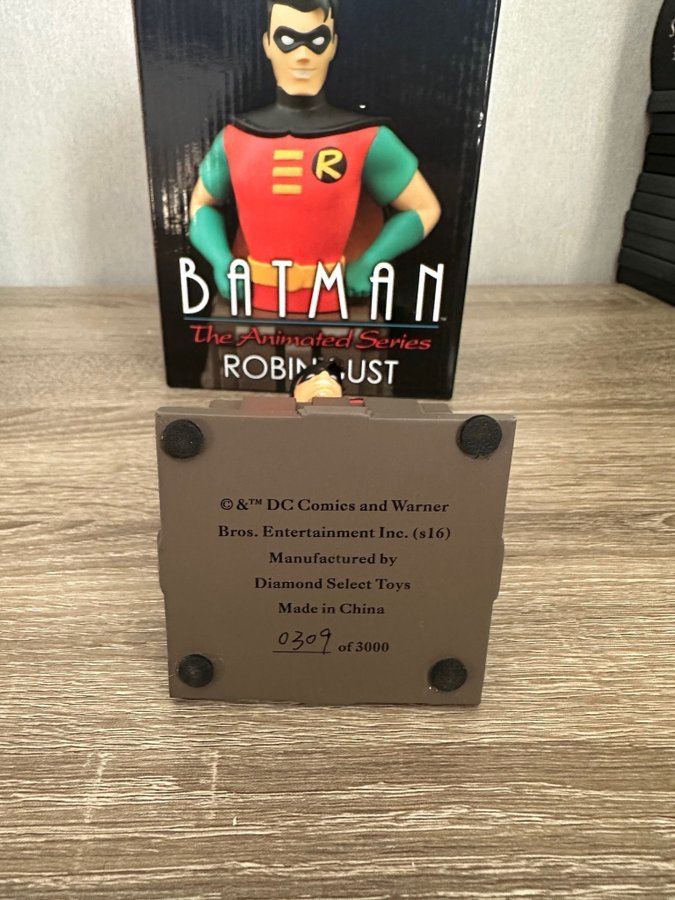 R
BATMAN
The Animated Series
ROBIN BUST
© &™ DC Comics and Warner
Bros. Entertainment Inc. (s16)
Manufactured by
Diamond Select Toys
Made in China
0309 of 3000